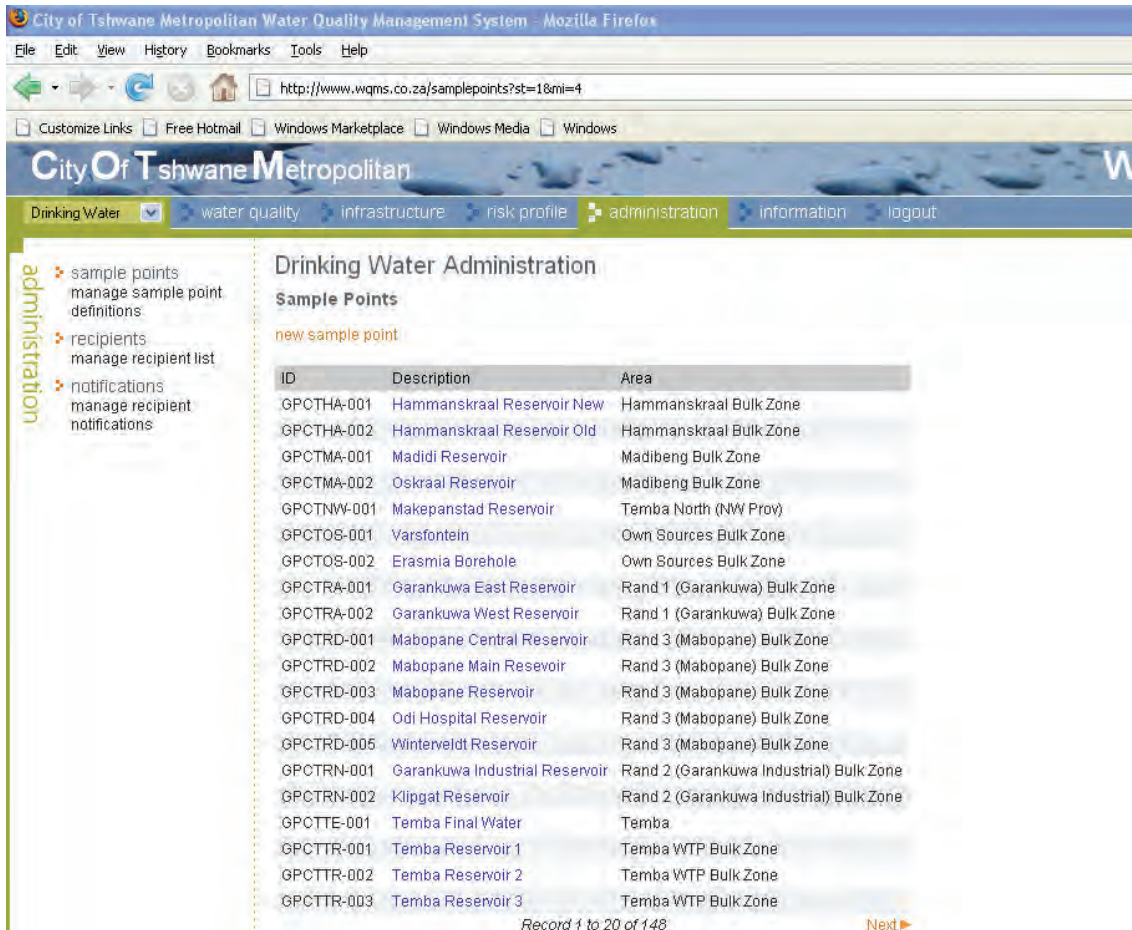 City of Tshwane Metropolitan Water Quality Management System - Mozilla Firefox
File Edit View History Bookmarks Tools Help
http://www.wqms.co.za/samplepoints?st=1&mi=4
Customize Links Free Hotmail Windows Marketplace Windows Media Windows
City Of Tshwane Metropolitan W
Drinking Water water quality infrastructure risk profile administration information logout
administration
sample points
manage sample point
definitions
recipients
manage recipient list
notifications
manage recipient
notifications
Drinking Water Administration
Sample Points
new sample point
ID Description Area
GPCTHA-001 Hammanskraal Reservoir New Hammanskraal Bulk Zone
GPCTHA-002 Hammanskraal Reservoir Old Hammanskraal Bulk Zone
GPCTMA-001 Madidi Reservoir Madibeng Bulk Zone
GPCTMA-002 Oskraal Reservoir Madibeng Bulk Zone
GPCTNW-001 Makepanstad Reservoir Temba North (NW Prov)
GPCTOS-001 Varsfontein Own Sources Bulk Zone
GPCTOS-002 Erasmia Borehole Own Sources Bulk Zone
GPCTRA-001 Garankuwa East Reservoir Rand 1 (Garankuwa) Bulk Zone
GPCTRA-002 Garankuwa West Reservoir Rand 1 (Garankuwa) Bulk Zone
GPCTRD-001 Mabopane Central Reservoir Rand 3 (Mabopane) Bulk Zone
GPCTRD-002 Mabopane Main Resevoir Rand 3 (Mabopane) Bulk Zone
GPCTRD-003 Mabopane Reservoir Rand 3 (Mabopane) Bulk Zone
GPCTRD-004 Odi Hospital Reservoir Rand 3 (Mabopane) Bulk Zone
GPCTRD-005 Winterveldt Reservoir Rand 3 (Mabopane) Bulk Zone
GPCTRN-001 Garankuwa Industrial Reservoir Rand 2 (Garankuwa Industrial) Bulk Zone
GPCTRN-002 Klipgat Reservoir Rand 2 (Garankuwa Industrial) Bulk Zone
GPCTTE-001 Temba Final Water Temba
GPCTTR-001 Temba Reservoir 1 Temba WTP Bulk Zone
GPCTTR-002 Temba Reservoir 2 Temba WTP Bulk Zone
GPCTTR-003 Temba Reservoir 3 Temba WTP Bulk Zone
Record 1 to 20 of 148 Next